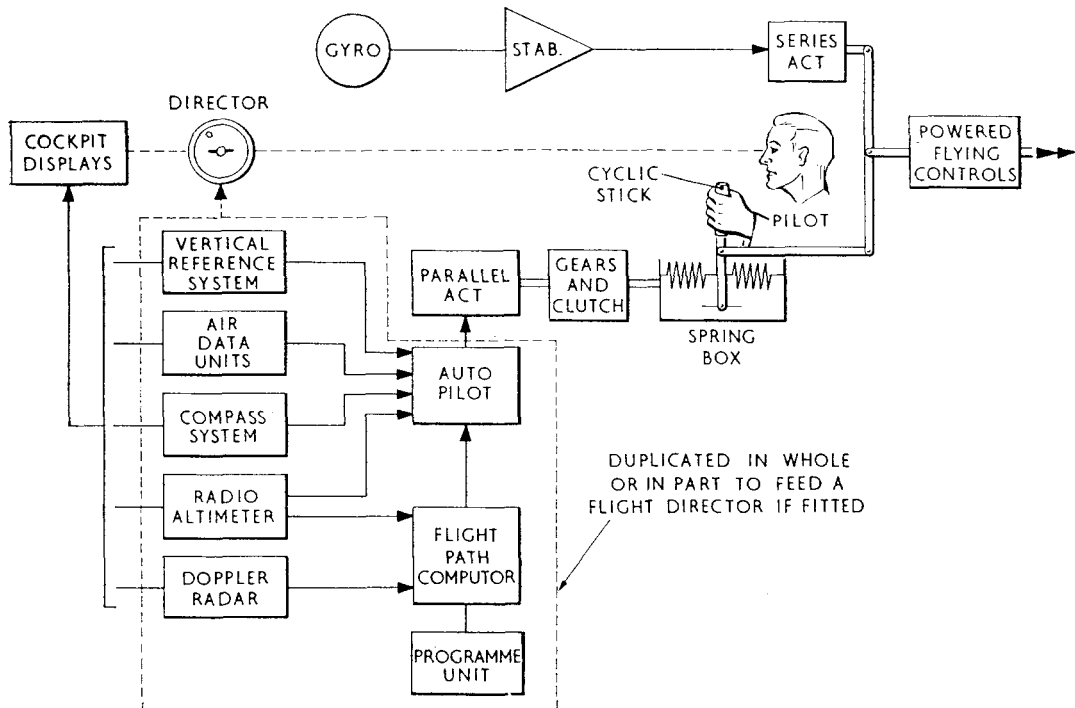 GYRO
STAB.
SERIES
ACT
DIRECTOR
COCKPIT
DISPLAYS
POWERED
FLYING
CONTROLS
CYCLIC
STICK
PILOT
VERTICAL
REFERENCE
SYSTEM
PARALLEL
ACT
GEARS
AND
CLUTCH
SPRING
BOX
AIR
DATA
UNITS
AUTO
PILOT
COMPASS
SYSTEM
DUPLICATED IN WHOLE
OR IN PART TO FEED A
FLIGHT DIRECTOR IF FITTED
RADIO
ALTIMETER
FLIGHT
PATH
COMPUTOR
DOPPLER
RADAR
PROGRAMME
UNIT